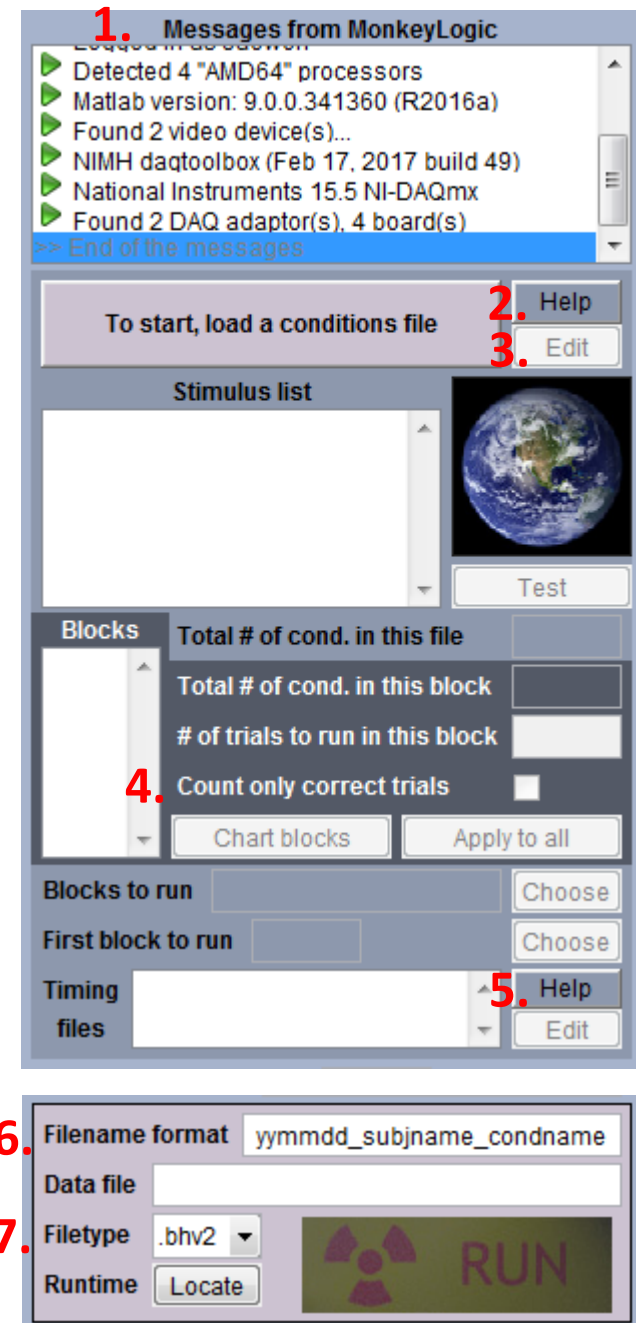 1. Messages from MonkeyLogic
Logged in as
Detected 4 "AMD64" processors
Matlab version: 9.0.0.341360 (R2016a)
Found 2 video device(s)...
NIMH daqtoolbox (Feb 17, 2017 build 49)
National Instruments 15.5 NI-DAQmx
Found 2 DAQ adaptor(s), 4 board(s)
>> End of the messages
To start, load a conditions file
2. Help
3. Edit
Stimulus list
Test
Blocks
Total # of cond. in this file
Total # of cond. in this block
# of trials to run in this block
4. Count only correct trials
Chart blocks Apply to all
Blocks to run Choose
First block to run Choose
Timing files
5. Help
Edit
6. Filename format yymmdd_subjname_condname
Data file
7. Filetype .bhv2
Runtime Locate
RUN